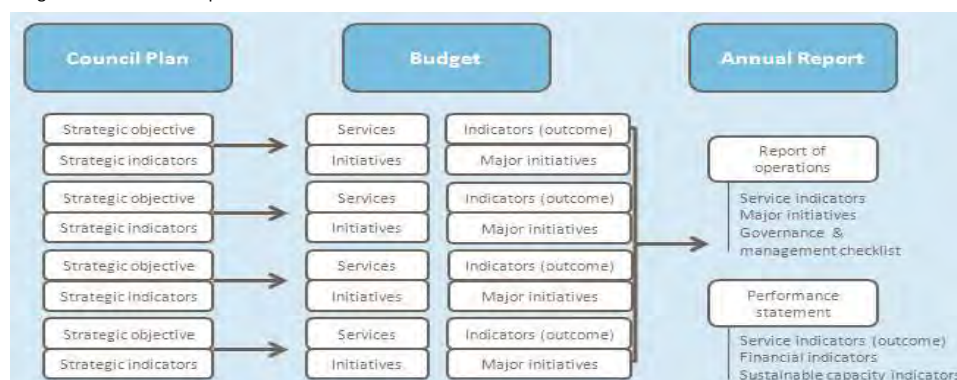 Council Plan
Budget
Annual Report
Strategic objective
Strategic indicators
Services
Initiatives
Indicators (outcome)
Major initiatives
Strategic objective
Strategic indicators
Services
Initiatives
Indicators (outcome)
Major initiatives
Strategic objective
Strategic indicators
Services
Initiatives
Indicators (outcome)
Major initiatives
Strategic objective
Strategic indicators
Services
Initiatives
Indicators (outcome)
Major initiatives
Report of
operations
Service indicators
Major initiatives
Governance &
management checklist
Performance
statement
Service indicators (outcome)
Financial indicators
Sustainable capacity indicators